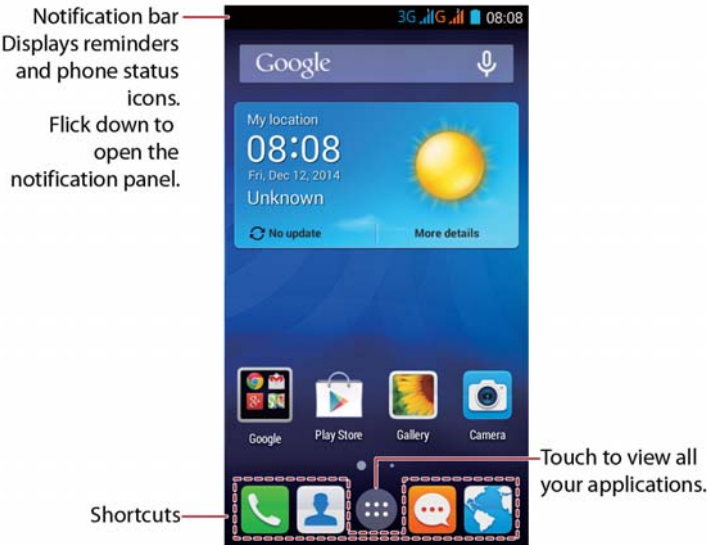 Notification bar
Displays reminders
and phone status
icons.
Flick down to
open the
notification panel.
3G G 08:08
Google
My location
08:08
Fri, Dec 12, 2014
Unknown
No update
More details
Google
Play Store
Gallery
Camera
Touch to view all
your applications.
Shortcuts